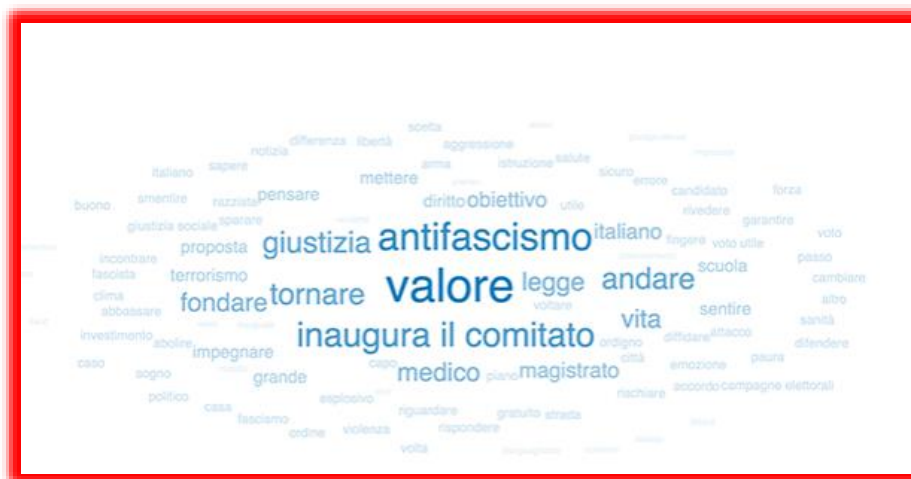 scelta
differenza libertà aggressione
notizia
italiano sapere arma istruzione salute sicuro
mettere errore
buono smentire razzista pensare diritto obiettivo utile candidato forza
giustizia sociale sparare rivedere garantire
proposta giustizia antifascismo italiano fingere voto utile voto
incontrare passo
fascista terrorismo valore legge andare scuola cambiare
clima fondare tornare votare altro
abbassare vita sentire sanità
investimento abolire inaugura il comitato ordigno diffidare attacco difendere
impegnare città
caso capo medico piano magistrato emozione paura
sogno grande rischiare accordo campagne elettorali
politico casa esplosivo
fascismo riguardare gratuito strada
ordine violenza rispondere
volta